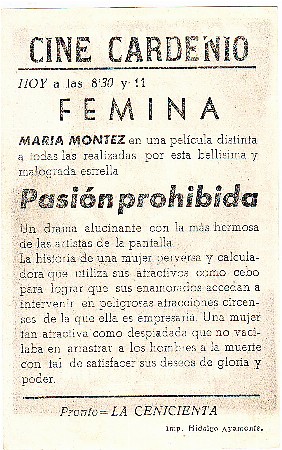 CINE CARDENIO
HOY a las 8'30 y 11
FEMINA
MARIA MONTEZ en una película distinta
a todas las realizadas por esta bellísima y
malograda estrella
Pasión prohibida
Un drama alucinante con la más hermosa
de las artistas de la pantalla.
La historia de una mujer perversa y calcula-
dora que utiliza sus atractivos como cebo
para lograr que sus enamorados accedan a
intervenir en peligrosas atracciones circen-
ses de la que ella es empresaria. Una mujer
tan atractiva como despiadada que no vaci-
laba en arrastrar a los hombres a la muerte
con tal de satisfacer sus deseos de gloria y
poder.
Pronto = LA CENICIENTA
Imp. Hidalgo Ayamonte.